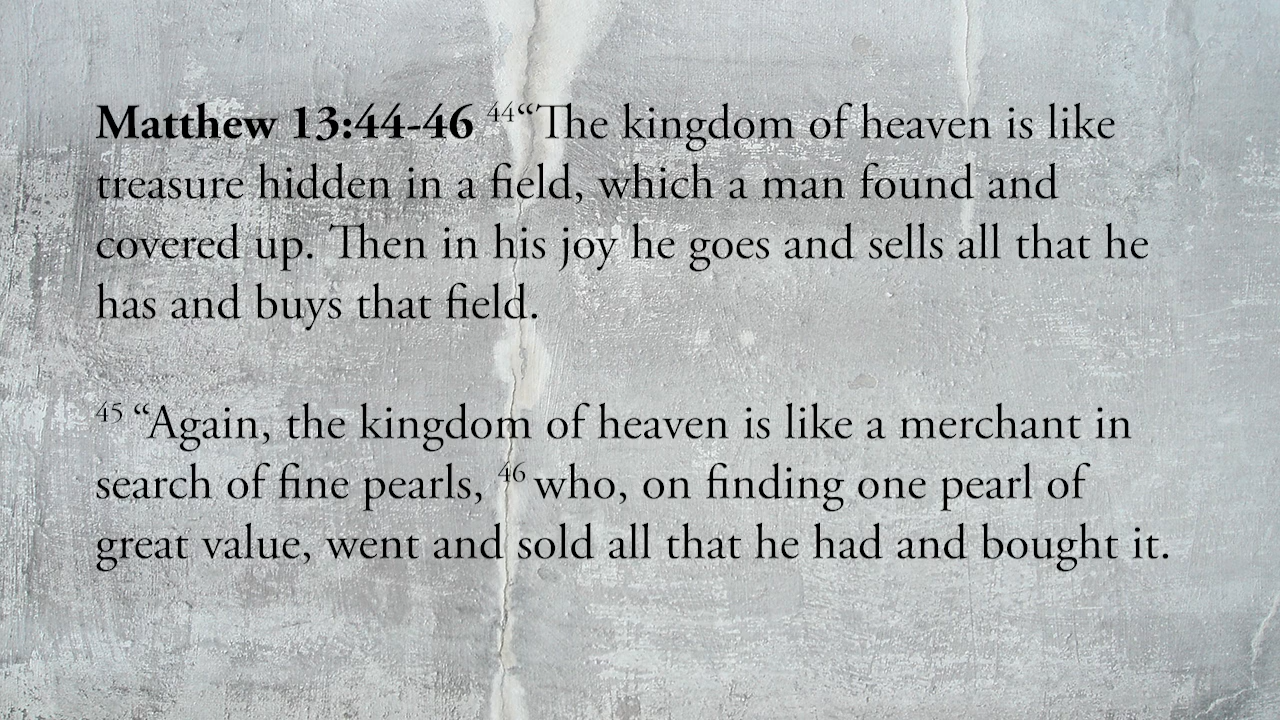 Matthew 13:44-46 44“The kingdom of heaven is like
treasure hidden in a field, which a man found and
covered up. Then in his joy he goes and sells all that he
has and buys that field.
45 “Again, the kingdom of heaven is like a merchant in
search of fine pearls, 46 who, on finding one pearl of
great value, went and sold all that he had and bought it.